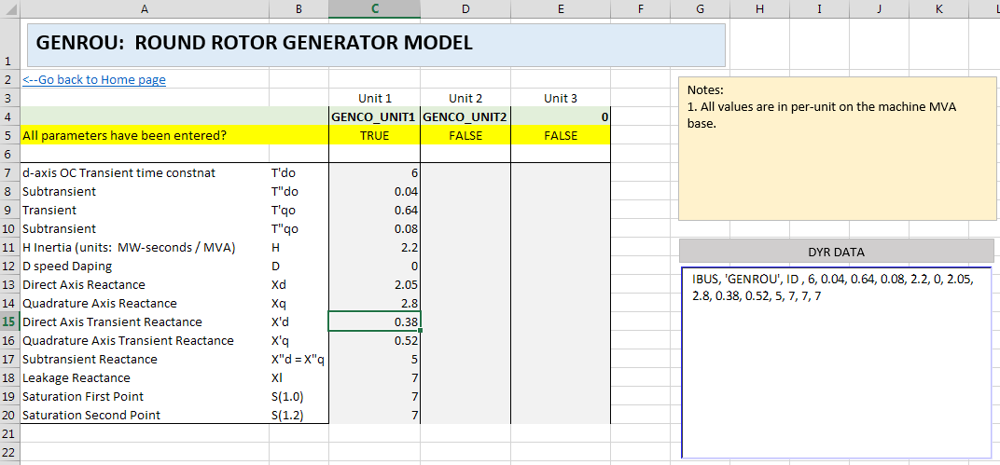 A B C D E F G H I J K L
1 GENROU: ROUND ROTOR GENERATOR MODEL
2 <--Go back to Home page
3 Unit 1 Unit 2 Unit 3
4 GENCO_UNIT1 GENCO_UNIT2 0
5 All parameters have been entered? TRUE FALSE FALSE
6
7 d-axis OC Transient time constnat T'do 6
8 Subtransient T"do 0.04
9 Transient T'qo 0.64
10 Subtransient T"qo 0.08
11 H Inertia (units: MW-seconds / MVA) H 2.2
12 D speed Daping D 0
13 Direct Axis Reactance Xd 2.05
14 Quadrature Axis Reactance Xq 2.8
15 Direct Axis Transient Reactance X'd 0.38
16 Quadrature Axis Transient Reactance X'q 0.52
17 Subtransient Reactance X"d = X"q 5
18 Leakage Reactance Xl 7
19 Saturation First Point S(1.0) 7
20 Saturation Second Point S(1.2) 7
21
22
Notes:
1. All values are in per-unit on the machine MVA
base.
DYR DATA
IBUS, 'GENROU', ID , 6, 0.04, 0.64, 0.08, 2.2, 0, 2.05,
2.8, 0.38, 0.52, 5, 7, 7, 7